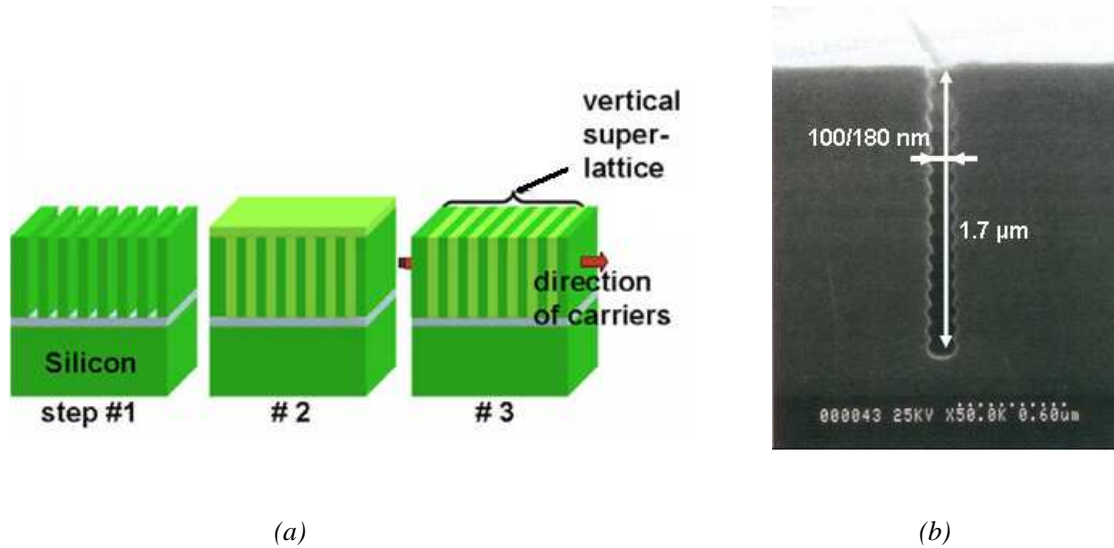 vertical
super-
lattice
direction
of carriers
Silicon
step #1
# 2
# 3
100/180 nm
1.7 µm
000043 25KV X50.0K 0.60um
(a)
(b)